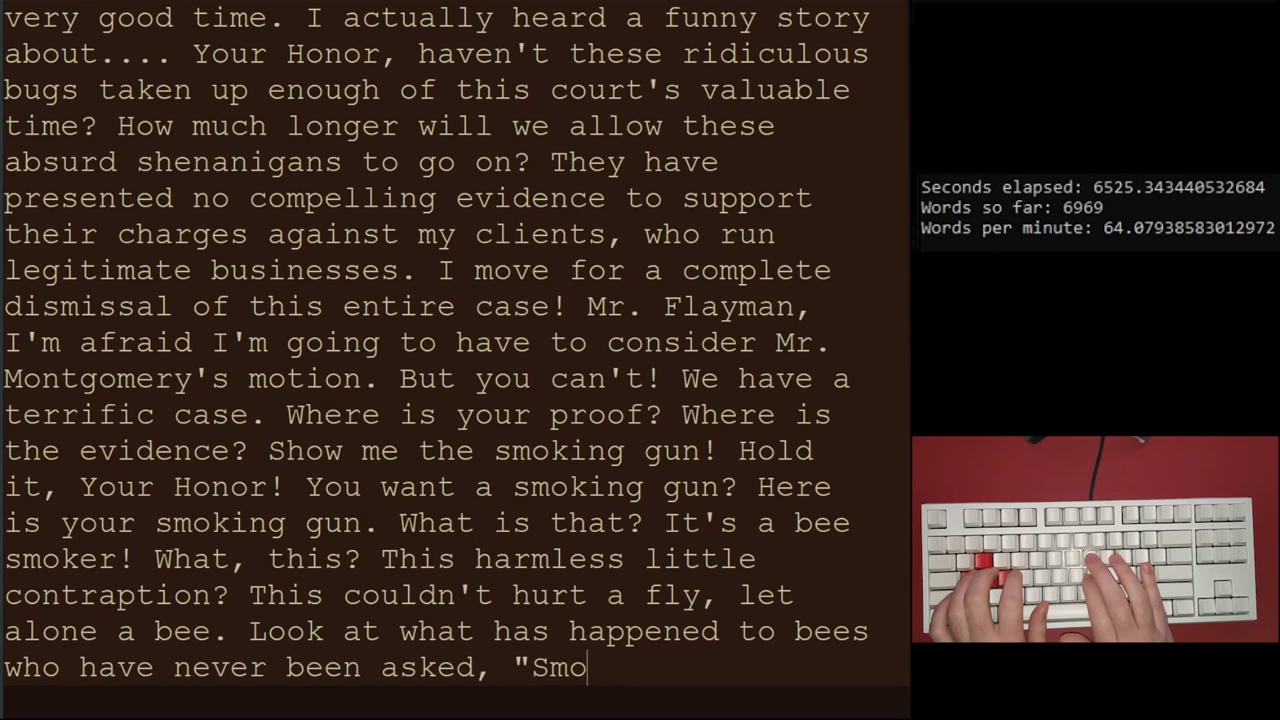 very good time. I actually heard a funny story
about.... Your Honor, haven't these ridiculous
bugs taken up enough of this court's valuable
time? How much longer will we allow these
absurd shenanigans to go on? They have
presented no compelling evidence to support
their charges against my clients, who run
legitimate businesses. I move for a complete
dismissal of this entire case! Mr. Flayman,
I'm afraid I'm going to have to consider Mr.
Montgomery's motion. But you can't! We have a
terrific case. Where is your proof? Where is
the evidence? Show me the smoking gun! Hold
it, Your Honor! You want a smoking gun? Here
is your smoking gun. What is that? It's a bee
smoker! What, this? This harmless little
contraption? This couldn't hurt a fly, let
alone a bee. Look at what has happened to bees
who have never been asked, "Smo
Seconds elapsed: 6525.343440532684
Words so far: 6969
Words per minute: 64.07938583012972